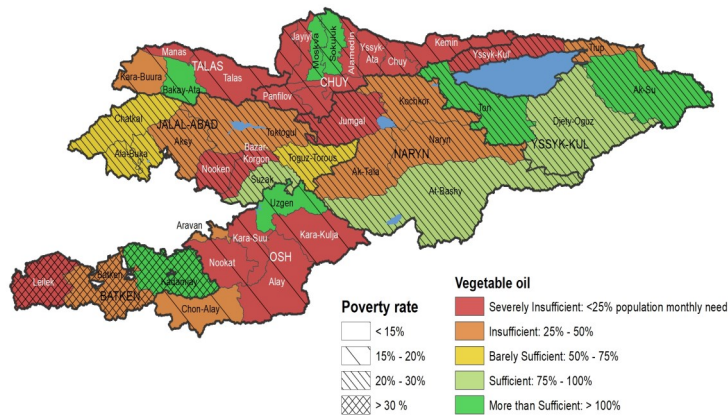 Manas
TALAS
Kara-Buura
Talas
Bakay-Ata
Jayiyl
Moskva
Sokuklk
Alamedin
Yssyk-
Ata
Chuy
Kemin
Yssyk-Kul'
Tiup
CHUY
Panfilov
Ak-Su
Ton
Djety-Oguz
YSSYK-KUL
Kochkor
Jumgal
Chatkal
JALAL-ABAD
Toktogul
Aksy
Ala-Buka
Bazar
Korgon
Nooken
Suzak
Toguz-Torous
Naryn
NARYN
Ak-Tala
At-Bashy
Uzgen
Aravan
Kara-Suu
Kara-Kulja
OSH
Nookat
Alay
Leilek
Batken
BATKEN
Kadamjay
Chon-Alay
Poverty rate
< 15%
15% - 20%
20% - 30%
> 30 %
Vegetable oil
Severely Insufficient: <25% population monthly need
Insufficient: 25% - 50%
Barely Sufficient: 50% - 75%
Sufficient: 75% - 100%
More than Sufficient: > 100%